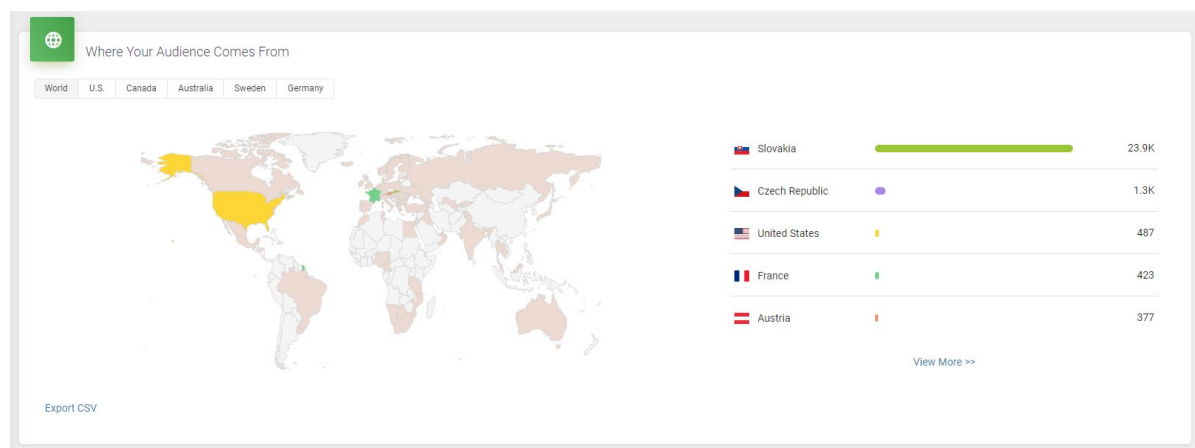 Where Your Audience Comes From
World U.S. Canada Australia Sweden Germany
Slovakia 23.9K
Czech Republic 1.3K
United States 487
France 423
Austria 377
View More >>
Export CSV